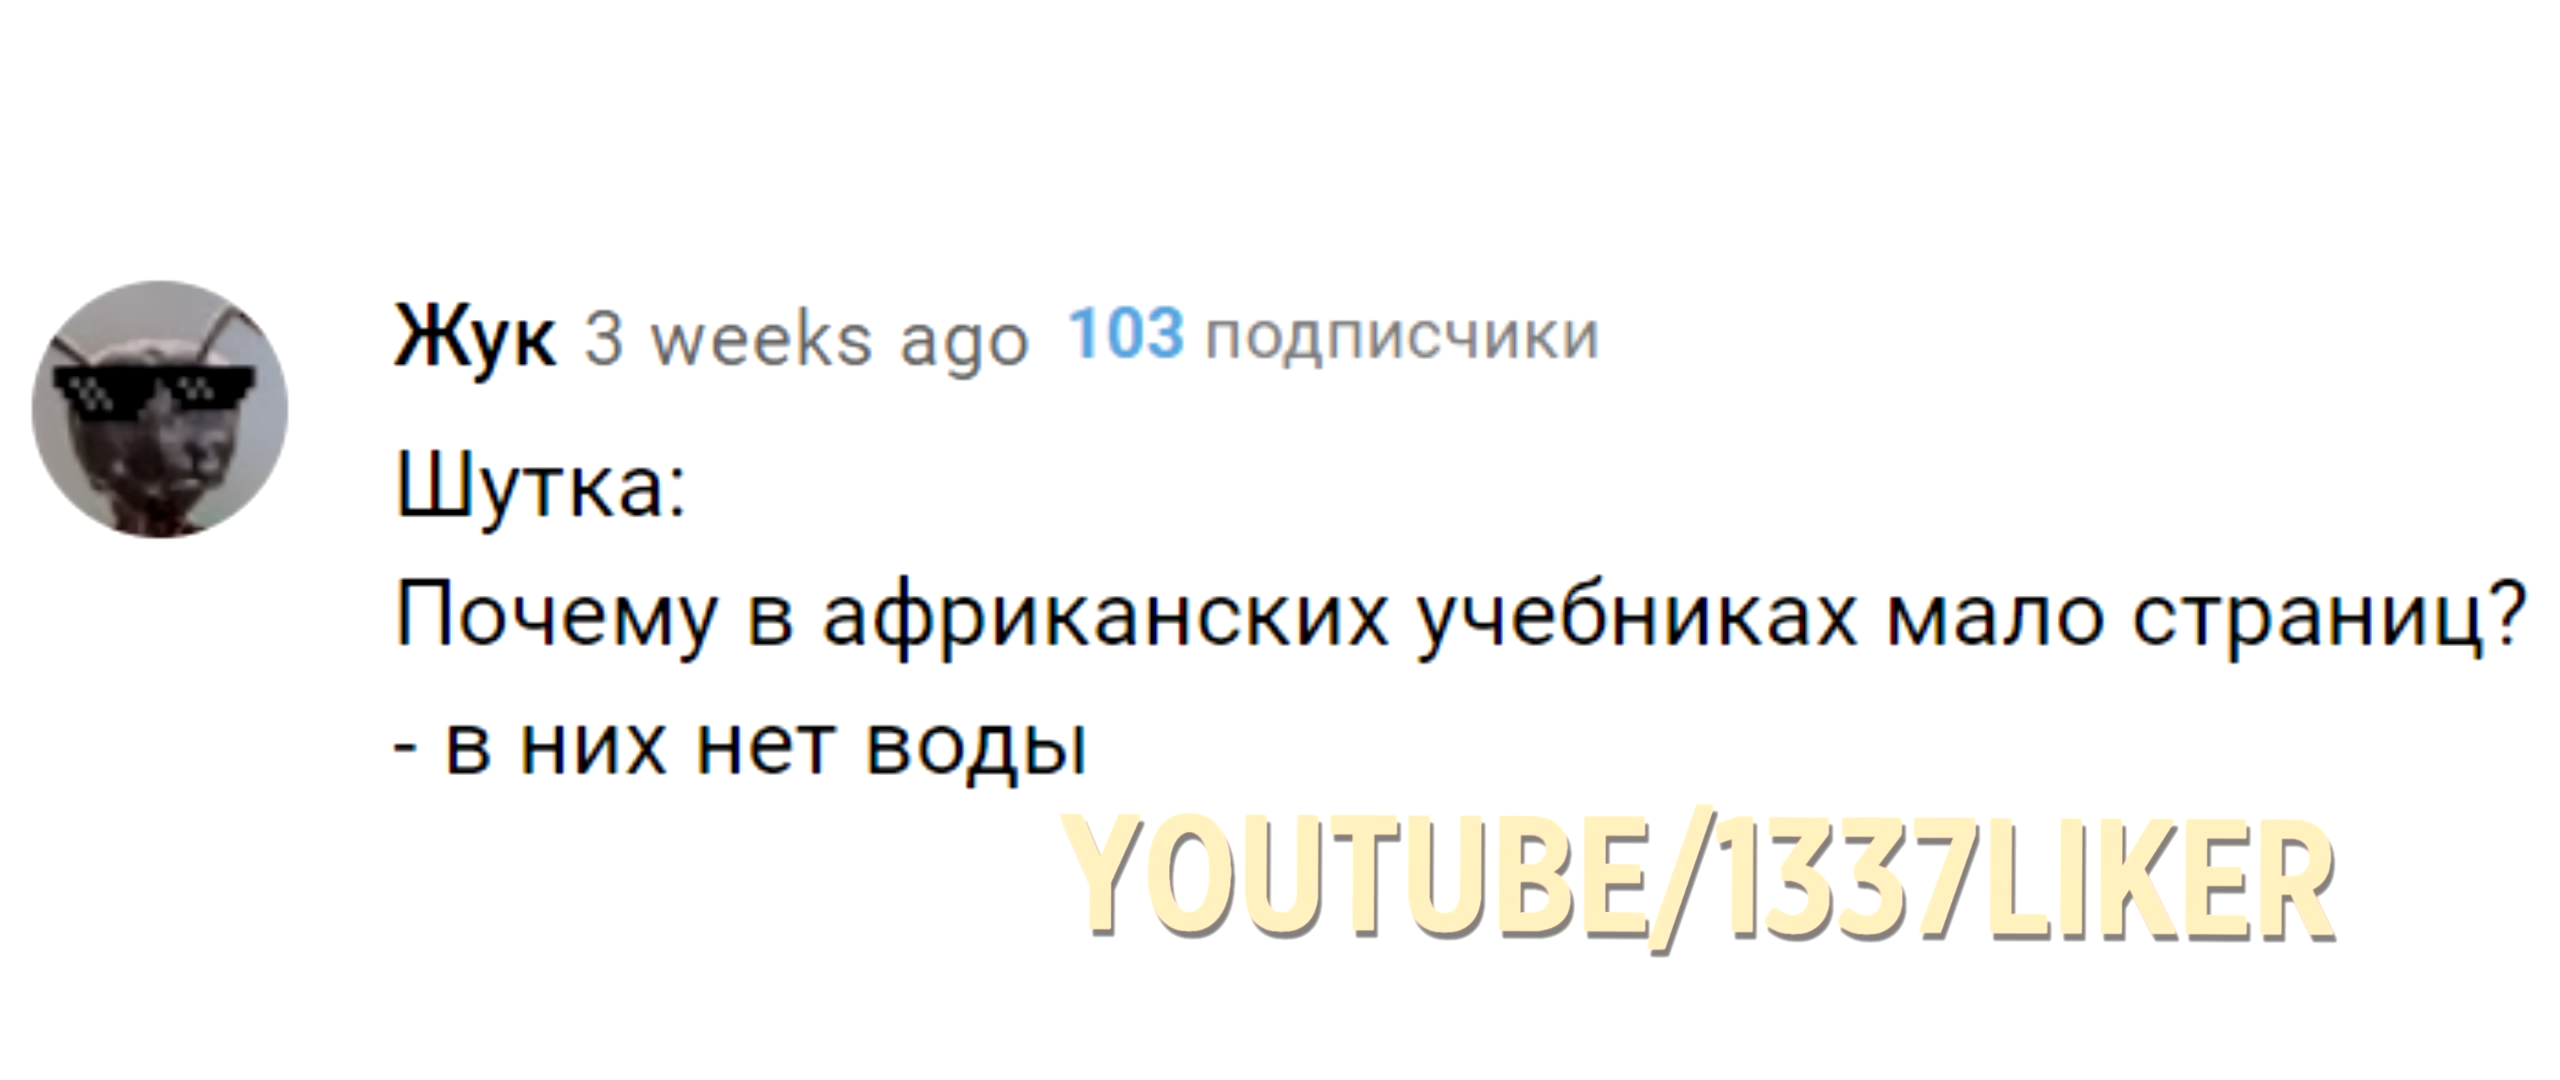 Жук 3 weeks ago 103 подписчики
Шутка:
Почему в африканских учебниках мало страниц?
- в них нет воды
YOUTUBE/1337LIKER